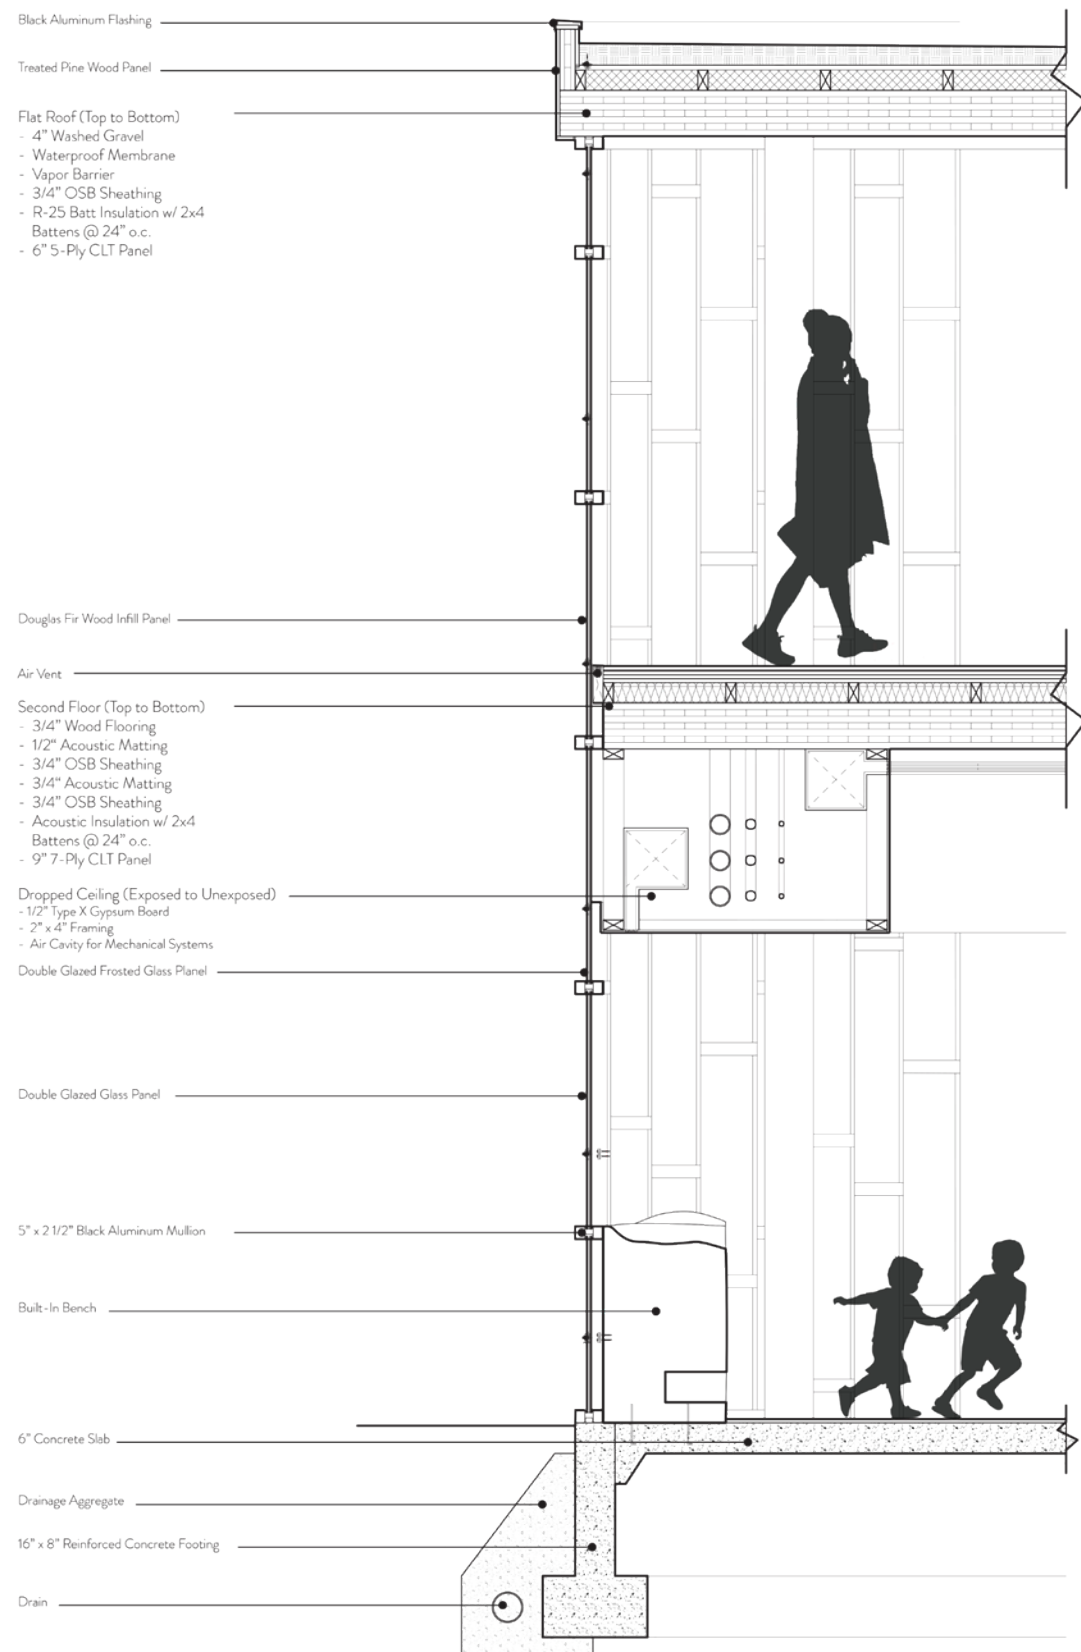 Black Aluminum Flashing
Treated Pine Wood Panel
Flat Roof (Top to Bottom)
- 4" Washed Gravel
- Waterproof Membrane
- Vapor Barrier
- 3/4" OSB Sheathing
- R-25 Batt Insulation w/ 2x4
Battens @ 24" o.c.
- 6" 5-Ply CLT Panel
Douglas Fir Wood Infill Panel
Air Vent
Second Floor (Top to Bottom)
- 3/4" Wood Flooring
- 1/2" Acoustic Matting
- 3/4" OSB Sheathing
- 3/4" Acoustic Matting
- 3/4" OSB Sheathing
- Acoustic Insulation w/ 2x4
Battens @ 24" o.c.
- 9" 7-Ply CLT Panel
Dropped Ceiling (Exposed to Unexposed)
- 1/2" Type X Gypsum Board
- 2" x 4" Framing
- Air Cavity for Mechanical Systems
Double Glazed Frosted Glass Planel
Double Glazed Glass Panel
5" x 2 1/2" Black Aluminum Mullion
Built-In Bench
6" Concrete Slab
Drainage Aggregate
16" x 8" Reinforced Concrete Footing
Drain